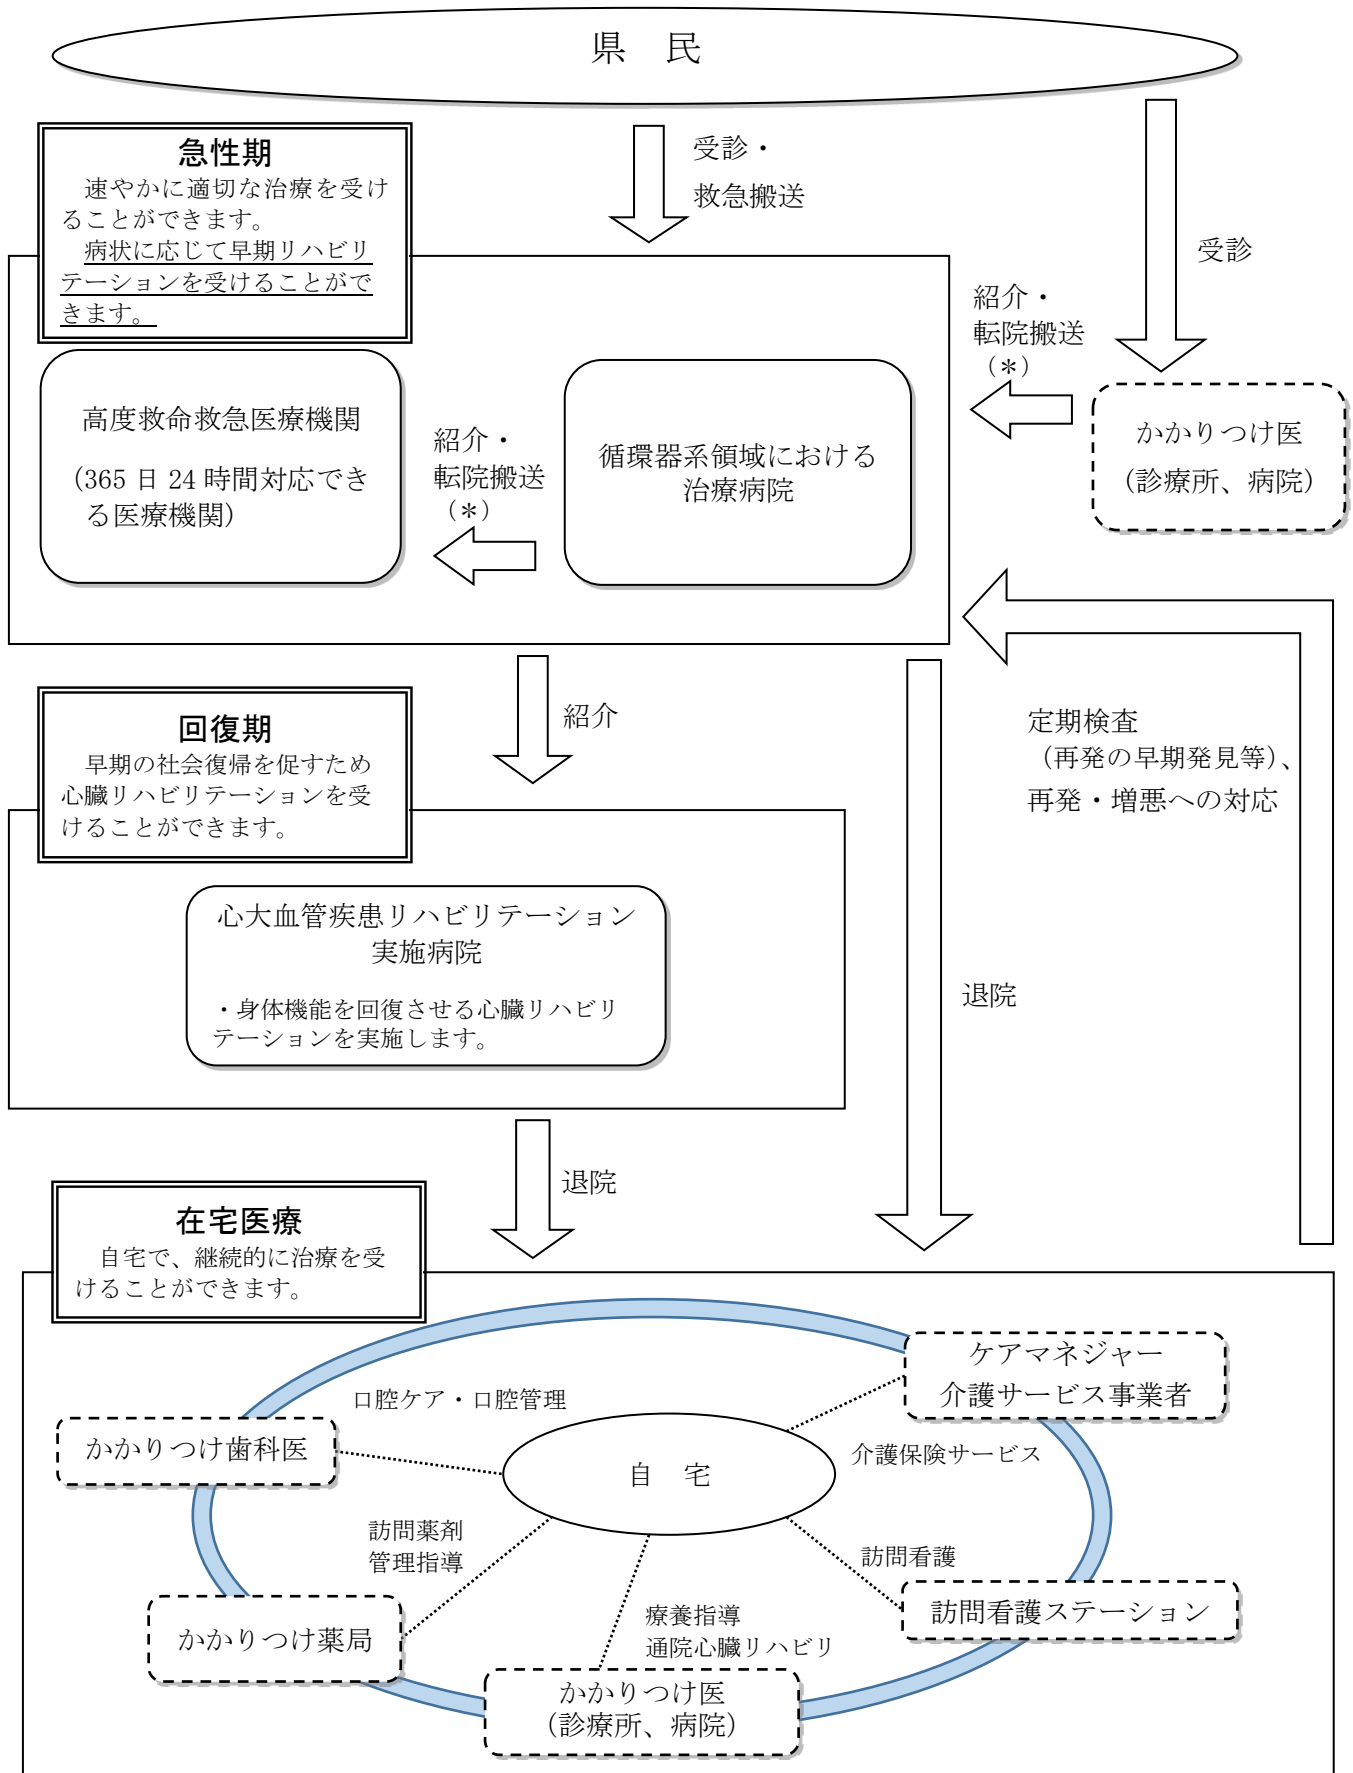 県　民
受診・
救急搬送
受診
急性期
速やかに適切な治療を受け
ることができます。
病状に応じて早期リハビリ
テーションを受けることがで
きます。
紹介・
転院搬送
（＊）
かかりつけ医
（診療所、病院）
高度救命救急医療機関
（365 日 24 時間対応でき
る医療機関）
紹介・
転院搬送
（＊）
循環器系領域における
治療病院
紹介
回復期
早期の社会復帰を促すため
心臓リハビリテーションを受
けることができます。
定期検査
（再発の早期発見等）、
再発・増悪への対応
心大血管疾患リハビリテーション
実施病院
・身体機能を回復させる心臓リハビリ
テーションを実施します。
退院
退院
在宅医療
自宅で、継続的に治療を受
けることができます。
ケアマネジャー
介護サービス事業者
口腔ケア・口腔管理
かかりつけ歯科医
自　宅
介護保険サービス
訪問薬剤
管理指導
訪問看護
かかりつけ薬局
療養指導
通院心臓リハビリ
訪問看護ステーション
かかりつけ医
（診療所、病院）